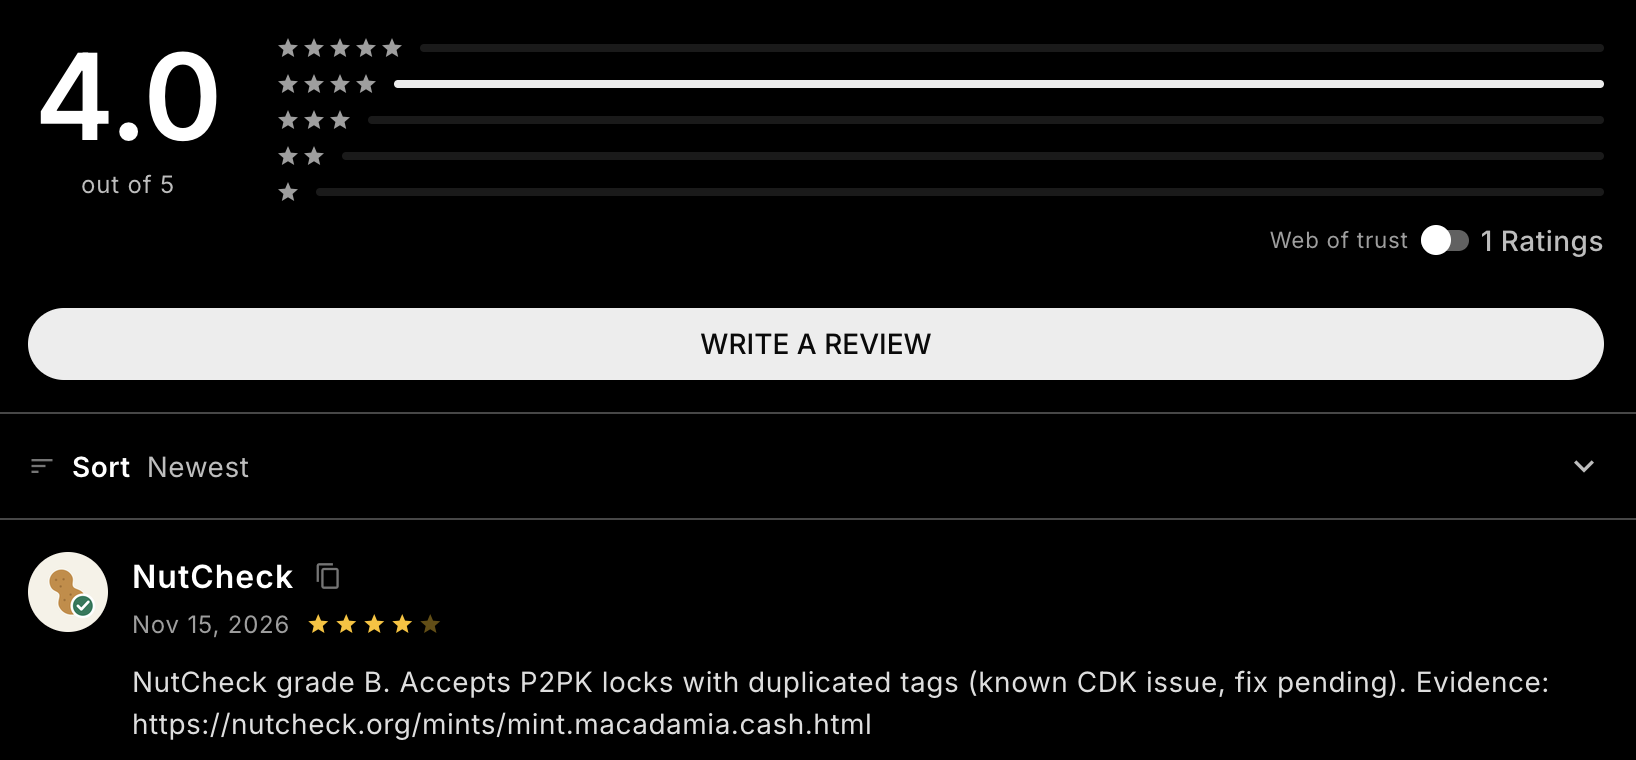 4.0
out of 5
Web of trust 1 Ratings
WRITE A REVIEW
Sort Newest
NutCheck
Nov 15, 2026
NutCheck grade B. Accepts P2PK locks with duplicated tags (known CDK issue, fix pending). Evidence:
https://nutcheck.org/mints/mint.macadamia.cash.html